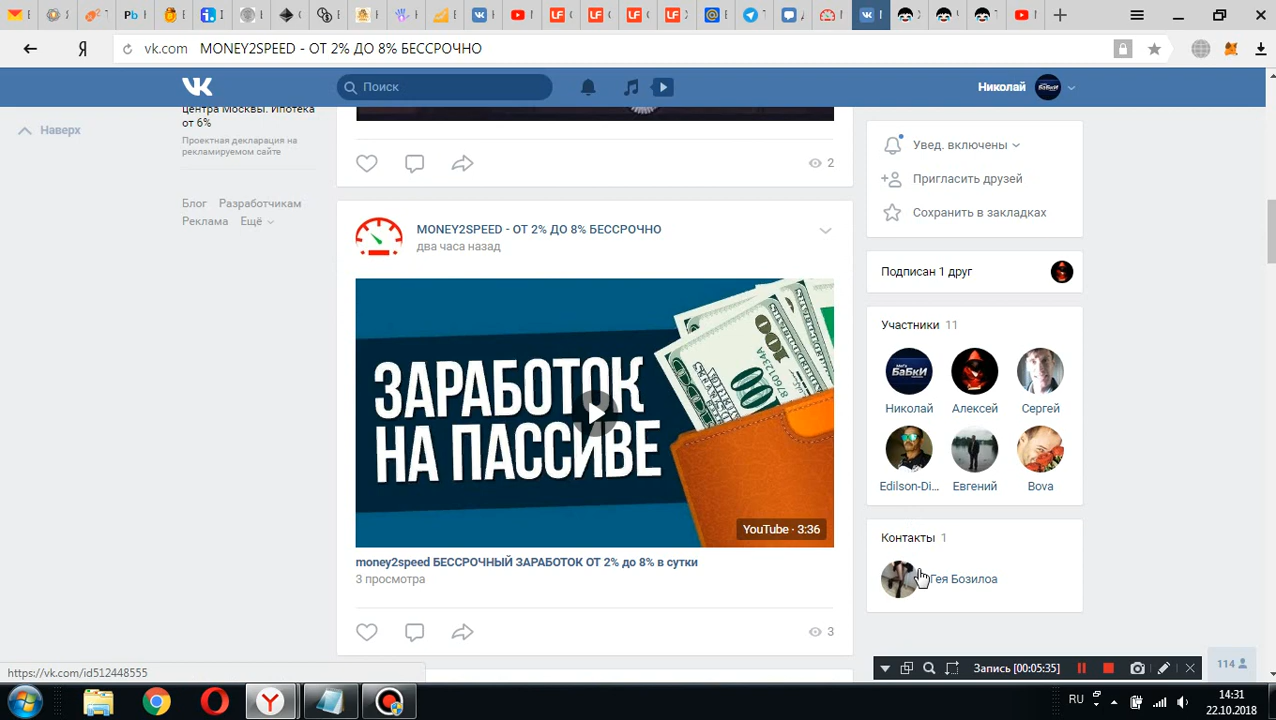 vk.com
MONEY2SPEED - ОТ 2% ДО 8% БЕССРОЧНО
Поиск
Николай
центра Москвы. Ипотека
от 6%
Проектная декларация на
рекламируемом сайте
Наверх
Блог Разработчикам
Реклама Ещё
2
MONEY2SPEED - ОТ 2% ДО 8% БЕССРОЧНО
два часа назад
ЗАРАБОТОК
НА ПАССИВЕ
YouTube · 3:36
money2speed БЕССРОЧНЫЙ ЗАРАБОТОК ОТ 2% до 8% в сутки
3 просмотра
3
Увед. включены
Пригласить друзей
Сохранить в закладках
Подписан 1 друг
Участники 11
БаБкИ
Николай Алексей Сергей
Edilson-Di... Евгений Bova
Контакты 1
Гея Бозилоа
114
https://vk.com/id512448555
Запись [00:05:35]
RU
14:31
22.10.2018